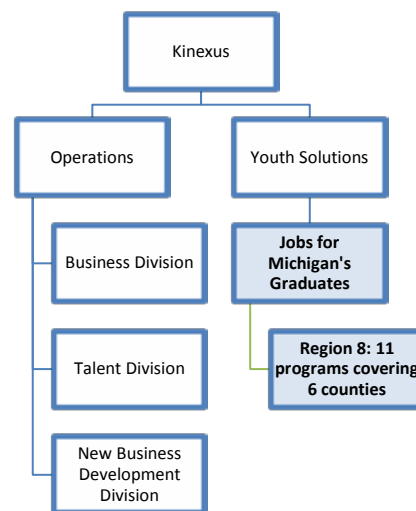 Kinexus
Operations
Youth Solutions
Business Division
Talent Division
New Business
Development
Division
Jobs for
Michigan's
Graduates
Region 8: 11
programs covering
6 counties